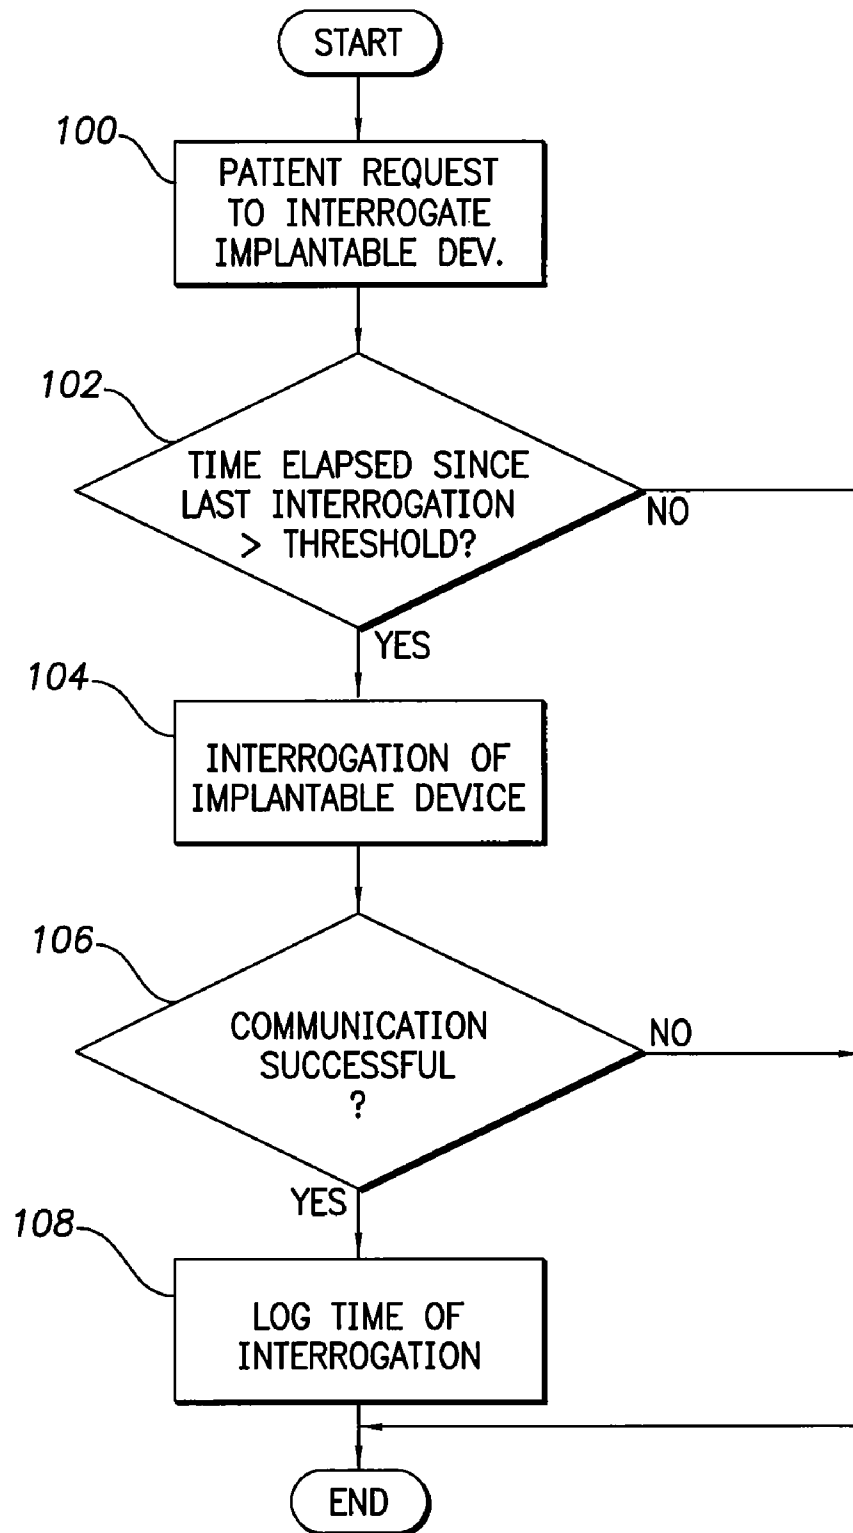 START
100
PATIENT REQUEST
TO INTERROGATE
IMPLANTABLE DEV.
102
TIME ELAPSED SINCE
LAST INTERROGATION
> THRESHOLD?
NO
YES
104
INTERROGATION OF
IMPLANTABLE DEVICE
106
COMMUNICATION
SUCCESSFUL
?
NO
YES
108
LOG TIME OF
INTERROGATION
END